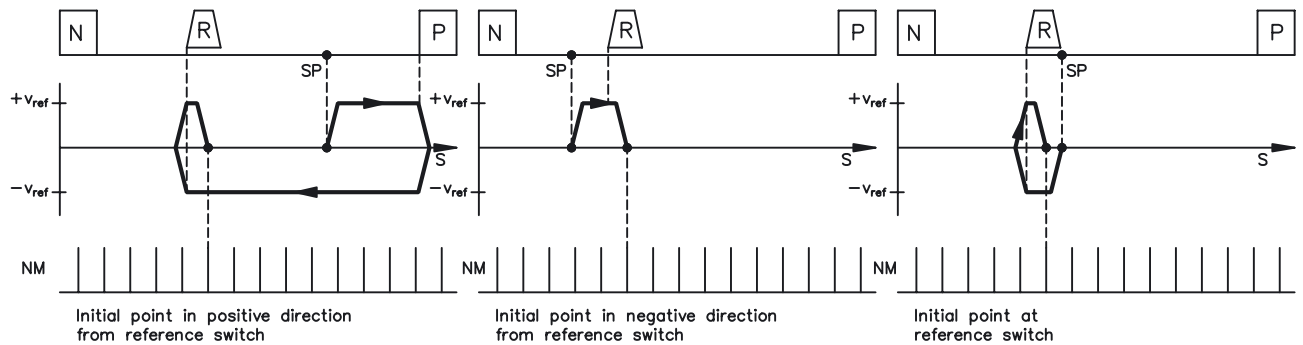 N R P N R P N R P
SP SP SP
+vref +vref +vref
S S S
−vref −vref −vref
NM NM NM
Initial point in positive direction
from reference switch
Initial point in negative direction
from reference switch
Initial point at
reference switch